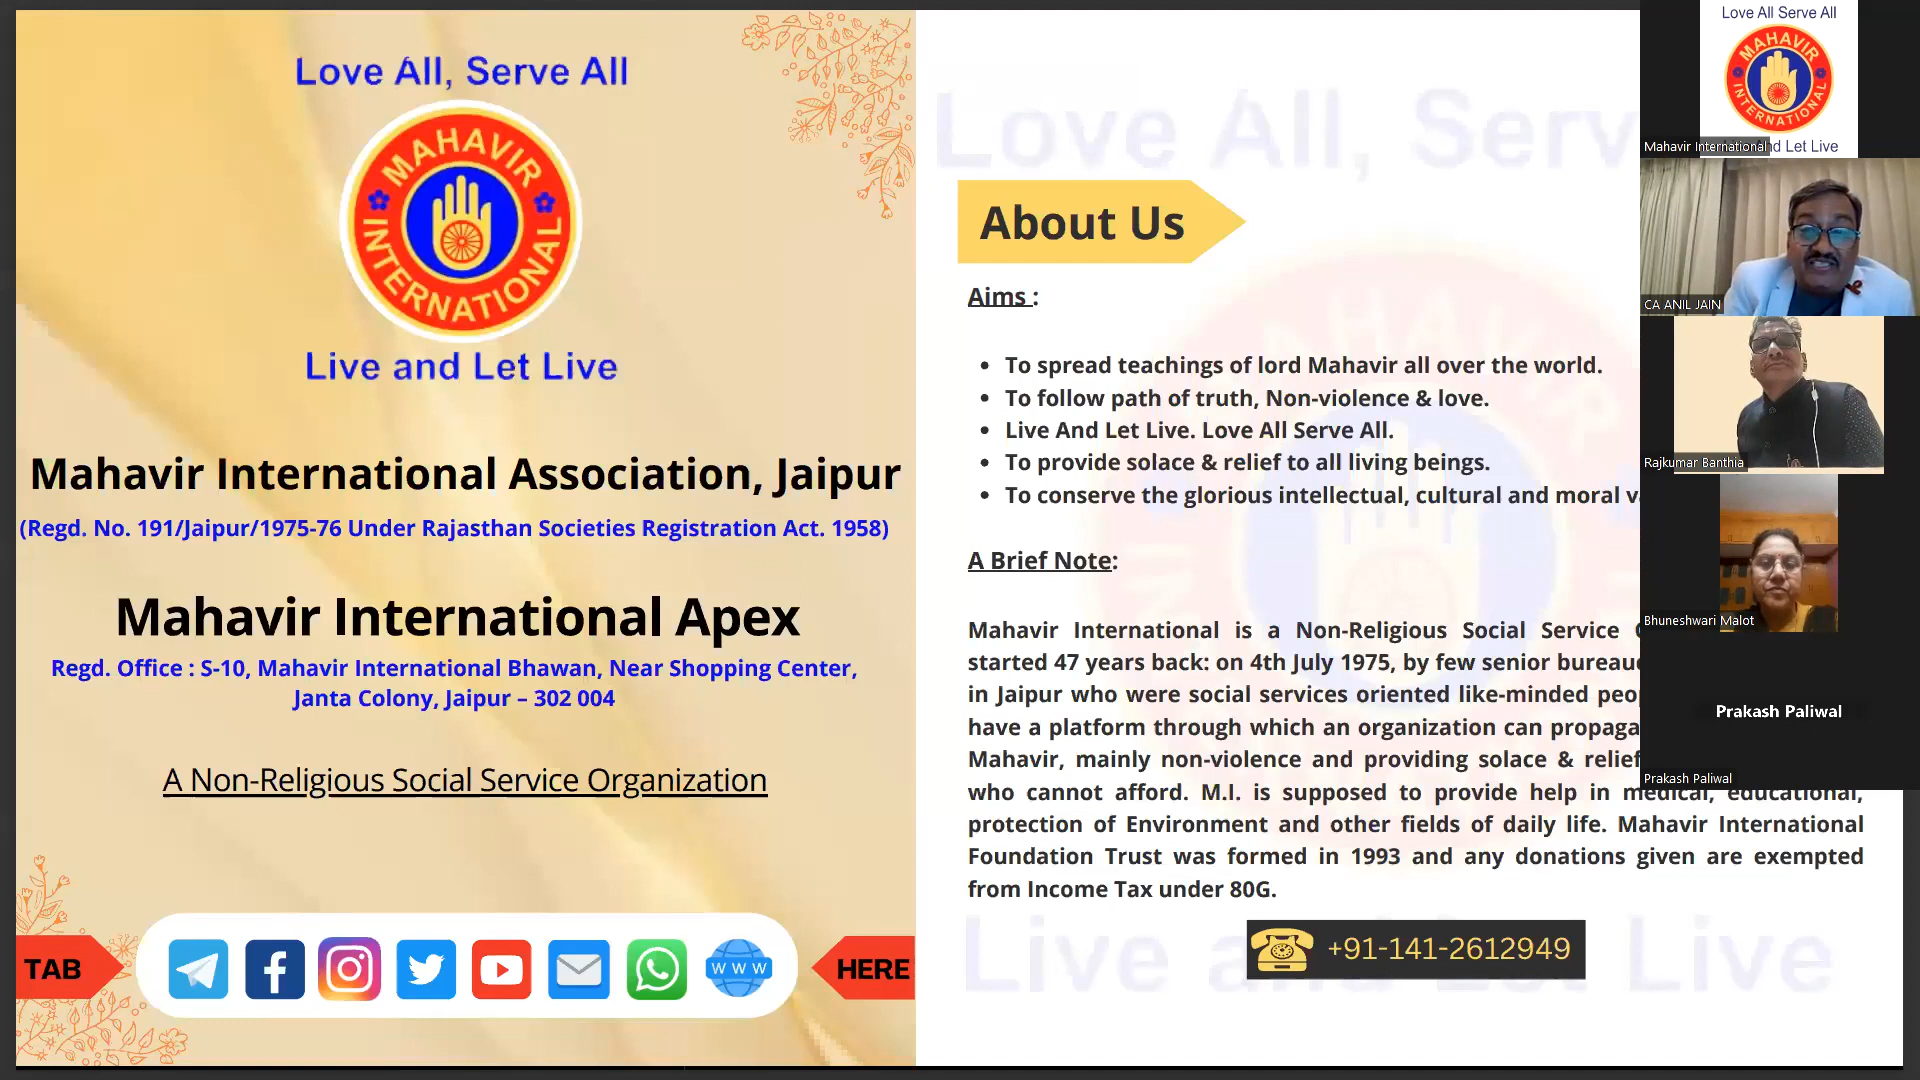 Love All, Serve All
MAHAVIR
INTERNATIONAL
Live and Let Live
Mahavir International Association, Jaipur
(Regd. No. 191/Jaipur/1975-76 Under Rajasthan Societies Registration Act. 1958)
Mahavir International Apex
Regd. Office : S-10, Mahavir International Bhawan, Near Shopping Center,
Janta Colony, Jaipur – 302 004
A Non-Religious Social Service Organization
TAB
WWW
HERE
Love All, Serv
About Us
Aims :
• To spread teachings of lord Mahavir all over the world.
• To follow path of truth, Non-violence & love.
• Live And Let Live. Love All Serve All.
• To provide solace & relief to all living beings.
• To conserve the glorious intellectual, cultural and moral
A Brief Note:
Mahavir International is a Non-Religious Social Service
started 47 years back: on 4th July 1975, by few senior
in Jaipur who were social services oriented like-minded
have a platform through which an organization can
Mahavir, mainly non-violence and providing solace & relief
who cannot afford. M.I. is supposed to provide help in medical, educational,
protection of Environment and other fields of daily life. Mahavir International
Foundation Trust was formed in 1993 and any donations given are exempted
from Income Tax under 80G.
Live and Let Live
+91-141-2612949
Love All Serve All
MAHAVIR
INTERNATIONAL
Mahavir International
nd Let Live
CA ANIL JAIN
Rajkumar Banthia
Bhuneshwari Malot
Prakash Paliwal
Prakash Paliwal